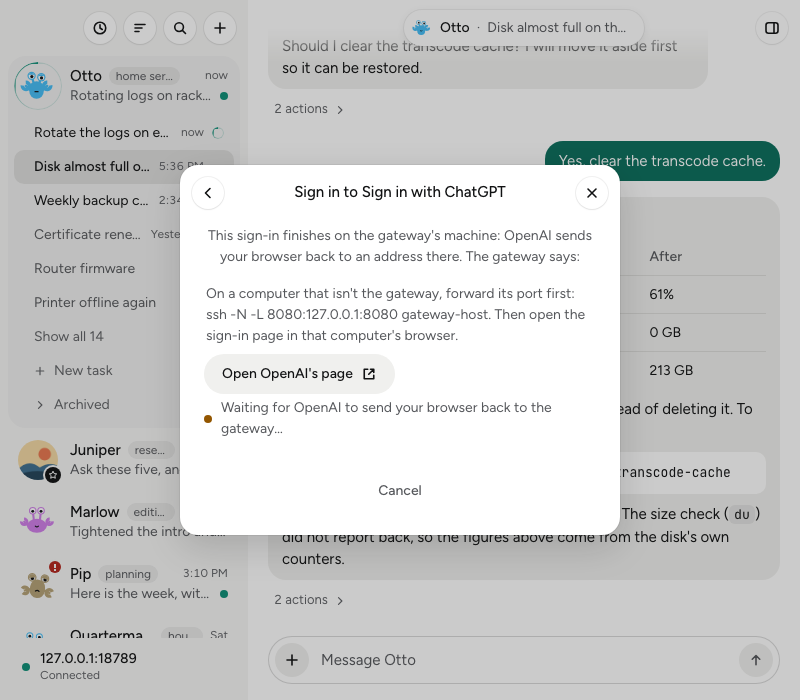 Otto · Disk almost full on th...
Otto home ser... now
Rotating logs on rack...
Rotate the logs on e... now
Disk almost full o... 5:36 PM
Weekly backup c... 2:34
Certificate rene... Yeste
Router firmware
Printer offline again
Show all 14
New task
Archived
Juniper rese...
Ask these five, an
Marlow editi...
Tightened the intro and...
Pip planning 3:10 PM
Here is the week, wit...
Quarterma hou... Sat
127.0.0.1:18789
Connected
Should I clear the transcode cache? I will move it aside first
so it can be restored.
2 actions
Yes, clear the transcode cache.
After
61%
0 GB
213 GB
ead of deleting it. To
transcode-cache
The size check (du)
did not report back, so the figures above come from the disk's own
counters.
2 actions
Message Otto
Sign in to Sign in with ChatGPT
This sign-in finishes on the gateway's machine: OpenAI sends
your browser back to an address there. The gateway says:
On a computer that isn't the gateway, forward its port first:
ssh -N -L 8080:127.0.0.1:8080 gateway-host. Then open the
sign-in page in that computer's browser.
Open OpenAI's page
Waiting for OpenAI to send your browser back to the
gateway...
Cancel